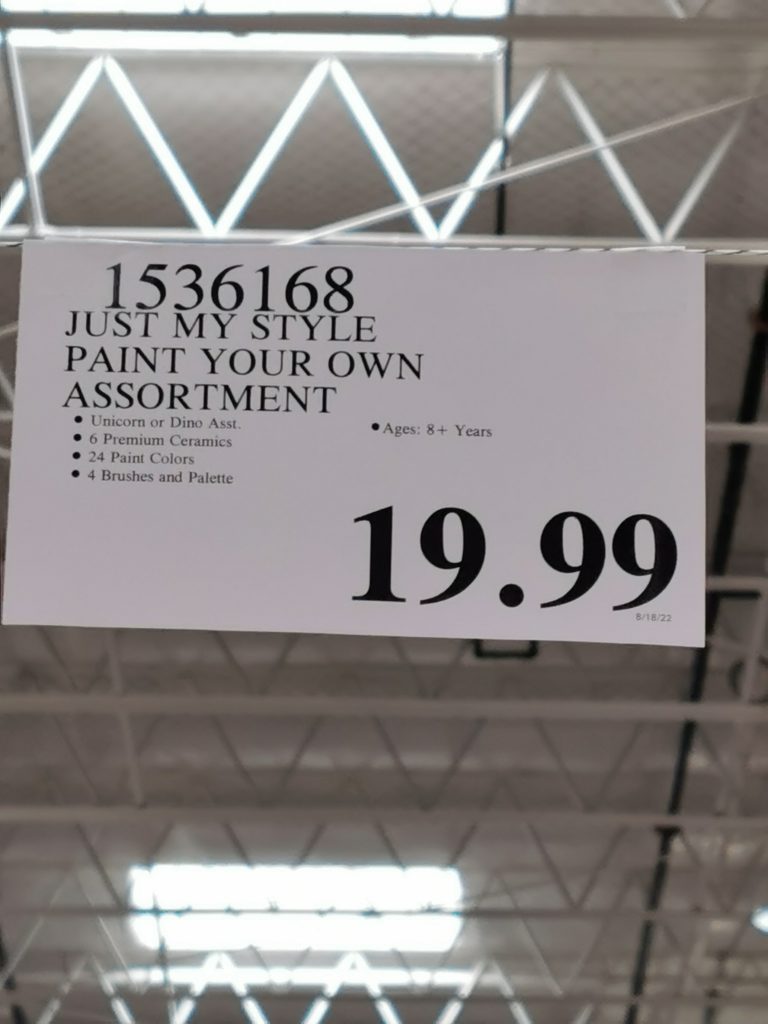 1536168
JUST MY STYLE
PAINT YOUR OWN
ASSORTMENT
• Unicorn or Dino Asst.
• 6 Premium Ceramics
• 24 Paint Colors
• 4 Brushes and Palette
• Ages: 8+ Years
19.99
8/18/22